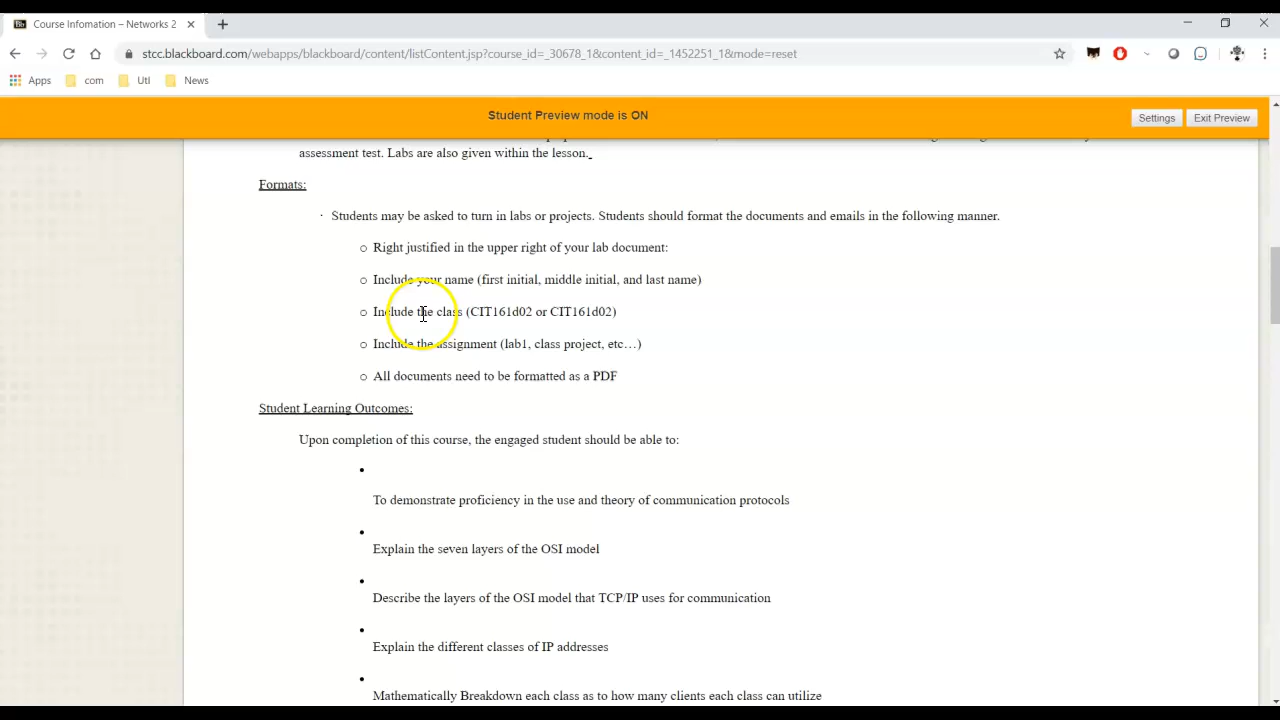 Course Infomation – Networks 2
stcc.blackboard.com/webapps/blackboard/content/listContent.jsp?course_id=_30678_1&content_id=_1452251_1&mode=reset
Apps com Utl News
Student Preview mode is ON
Settings Exit Preview
assessment test. Labs are also given within the lesson.
Formats:
· Students may be asked to turn in labs or projects. Students should format the documents and emails in the following manner.
o Right justified in the upper right of your lab document:
o Include your name (first initial, middle initial, and last name)
o Include the class (CIT161d02 or CIT161d02)
o Include the assignment (lab1, class project, etc…)
o All documents need to be formatted as a PDF
Student Learning Outcomes:
Upon completion of this course, the engaged student should be able to:
•
To demonstrate proficiency in the use and theory of communication protocols
•
Explain the seven layers of the OSI model
•
Describe the layers of the OSI model that TCP/IP uses for communication
•
Explain the different classes of IP addresses
•
Mathematically Breakdown each class as to how many clients each class can utilize